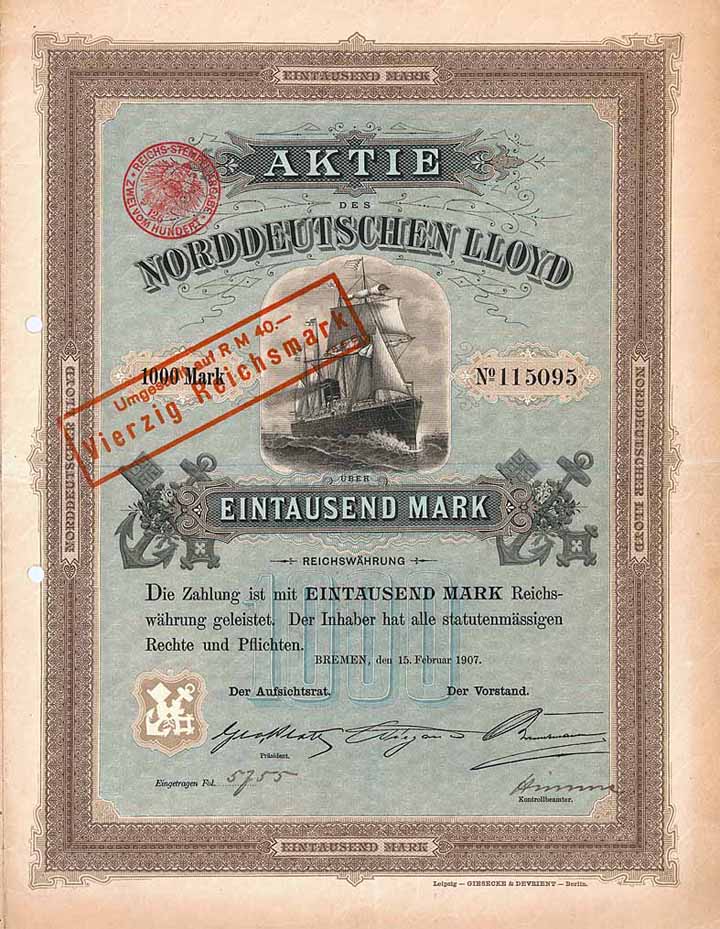 EINTAUSEND MARK
REICHS-STEMPELABGABE
ZWEI VOM HUNDERT
AKTIE
DES
NORDDEUTSCHEN LLOYD
Umgestellt auf R M 40.—
Vierzig Reichsmark
1000 Mark
Nº 115095
NORDDEUTSCHER LLOYD
NORDDEUTSCHER LLOYD
ÜBER
EINTAUSEND MARK
REICHSWÄHRUNG
1000
Die Zahlung ist mit EINTAUSEND MARK Reichs-
währung geleistet. Der Inhaber hat alle statutenmässigen
Rechte und Pflichten.
BREMEN, den 15. Februar 1907.
Der Aufsichtsrat. Der Vorstand.
Präsident.
Eingetragen Fol. 5755
Kontrollbeamter.
EINTAUSEND MARK
Leipzig — GIESECKE & DEVRIENT — Berlin.